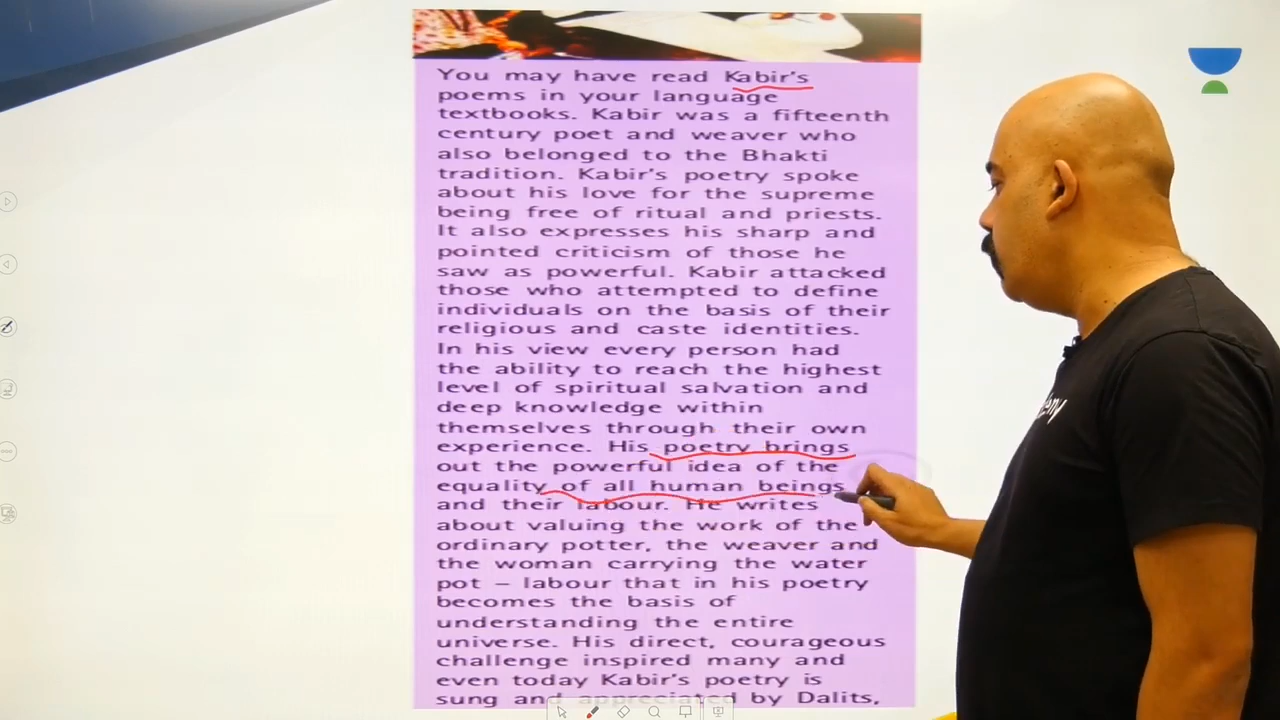 You may have read Kabir's
poems in your language
textbooks. Kabir was a fifteenth
century poet and weaver who
also belonged to the Bhakti
tradition. Kabir's poetry spoke
about his love for the supreme
being free of ritual and priests.
It also expresses his sharp and
pointed criticism of those he
saw as powerful. Kabir attacked
those who attempted to define
individuals on the basis of their
religious and caste identities.
In his view every person had
the ability to reach the highest
level of spiritual salvation and
deep knowledge within
themselves through their own
experience. His poetry brings
out the powerful idea of the
equality of all human beings
and their labour. He writes
about valuing the work of the
ordinary potter, the weaver and
the woman carrying the water
pot – labour that in his poetry
becomes the basis of
understanding the entire
universe. His direct, courageous
challenge inspired many and
even today Kabir's poetry is
sung and appreciated by Dalits,